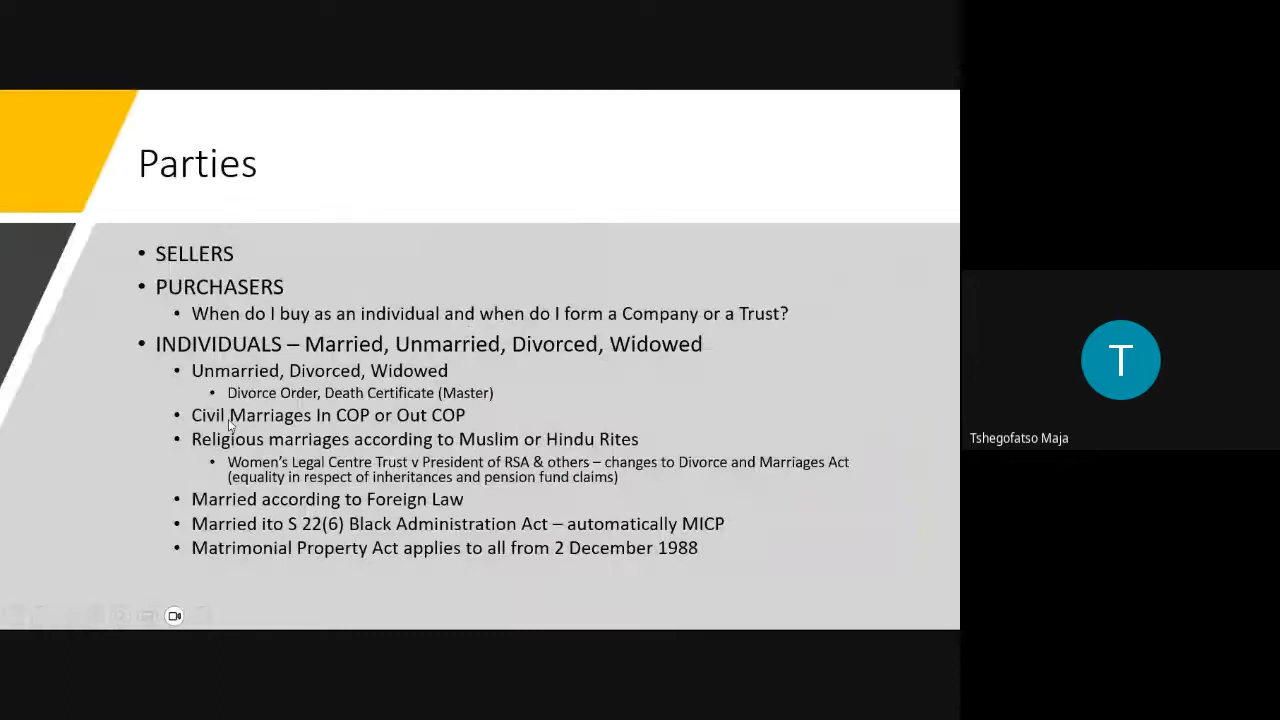 Parties
• SELLERS
• PURCHASERS
• When do I buy as an individual and when do I form a Company or a Trust?
• INDIVIDUALS – Married, Unmarried, Divorced, Widowed
• Unmarried, Divorced, Widowed
• Divorce Order, Death Certificate (Master)
• Civil Marriages In COP or Out COP
• Religious marriages according to Muslim or Hindu Rites
• Women’s Legal Centre Trust v President of RSA & others – changes to Divorce and Marriages Act
(equality in respect of inheritances and pension fund claims)
• Married according to Foreign Law
• Married ito S 22(6) Black Administration Act – automatically MICP
• Matrimonial Property Act applies to all from 2 December 1988
T
Tshegofatso Maja